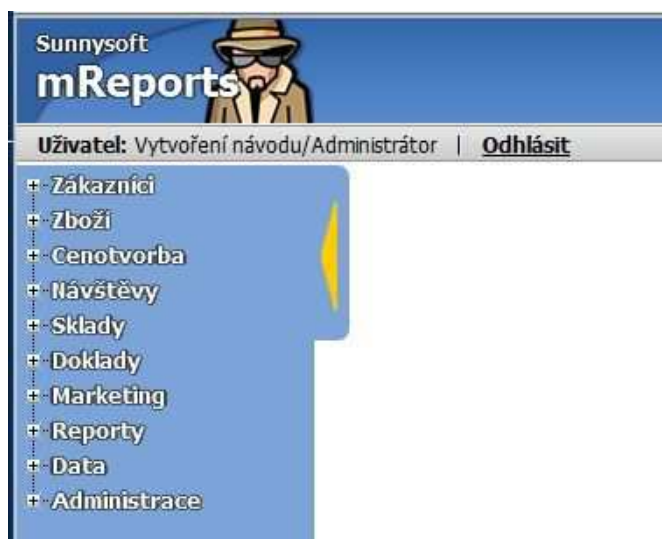 Sunnysoft
mReports
Uživatel: Vytvoření návodu/Administrátor | Odhlásit
Zákazníci
Zboží
Cenotvorba
Návštěvy
Sklady
Doklady
Marketing
Reporty
Data
Administrace